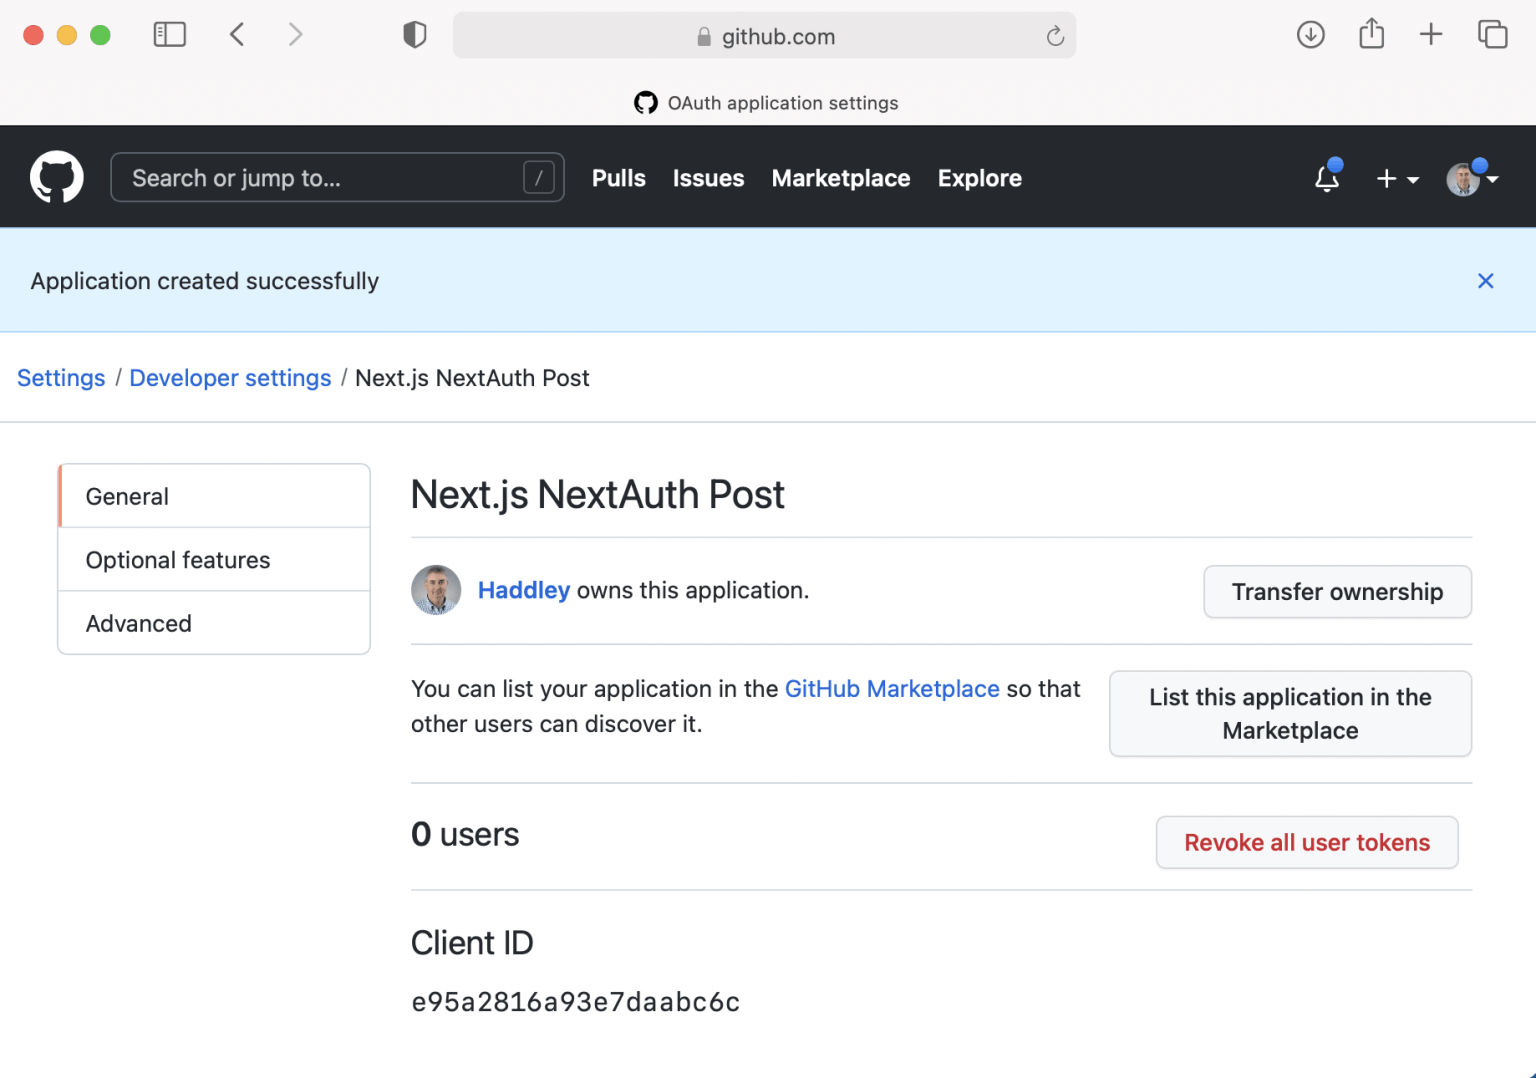 github.com
OAuth application settings
Search or jump to... /
Pulls Issues Marketplace Explore
Application created successfully
Settings / Developer settings / Next.js NextAuth Post
General
Optional features
Advanced
Next.js NextAuth Post
Haddley owns this application.
Transfer ownership
You can list your application in the GitHub Marketplace so that
other users can discover it.
List this application in the
Marketplace
0 users
Revoke all user tokens
Client ID
e95a2816a93e7daabc6c